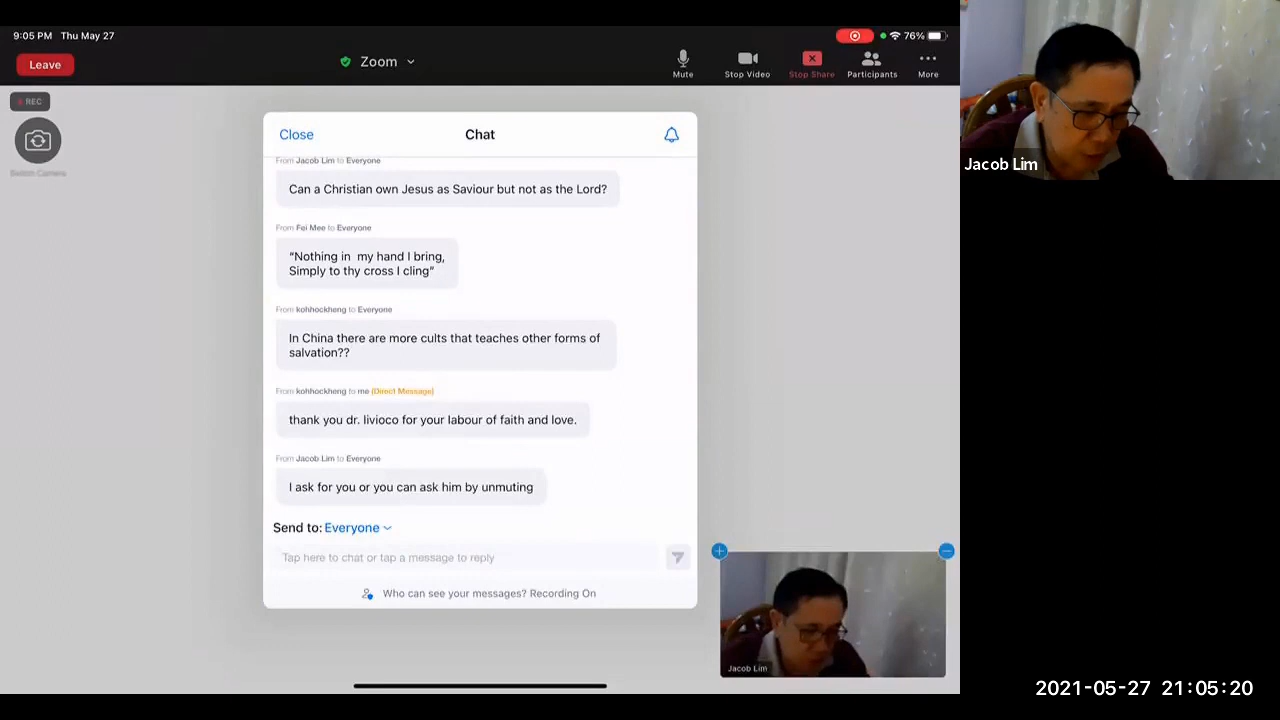 9:05 PM Thu May 27
76%
Leave
Zoom
Mute
Stop Video
Stop Share
Participants
More
REC
Switch Camera
Close
Chat
From Jacob Lim to Everyone
Can a Christian own Jesus as Saviour but not as the Lord?
From Fei Mee to Everyone
“Nothing in my hand I bring,
Simply to thy cross I cling”
From kohhockheng to Everyone
In China there are more cults that teaches other forms of
salvation??
From kohhockheng to me (Direct Message)
thank you dr. livioco for your labour of faith and love.
From Jacob Lim to Everyone
I ask for you or you can ask him by unmuting
Send to: Everyone
Tap here to chat or tap a message to reply
Who can see your messages? Recording On
Jacob Lim
Jacob Lim
2021-05-27 21:05:20